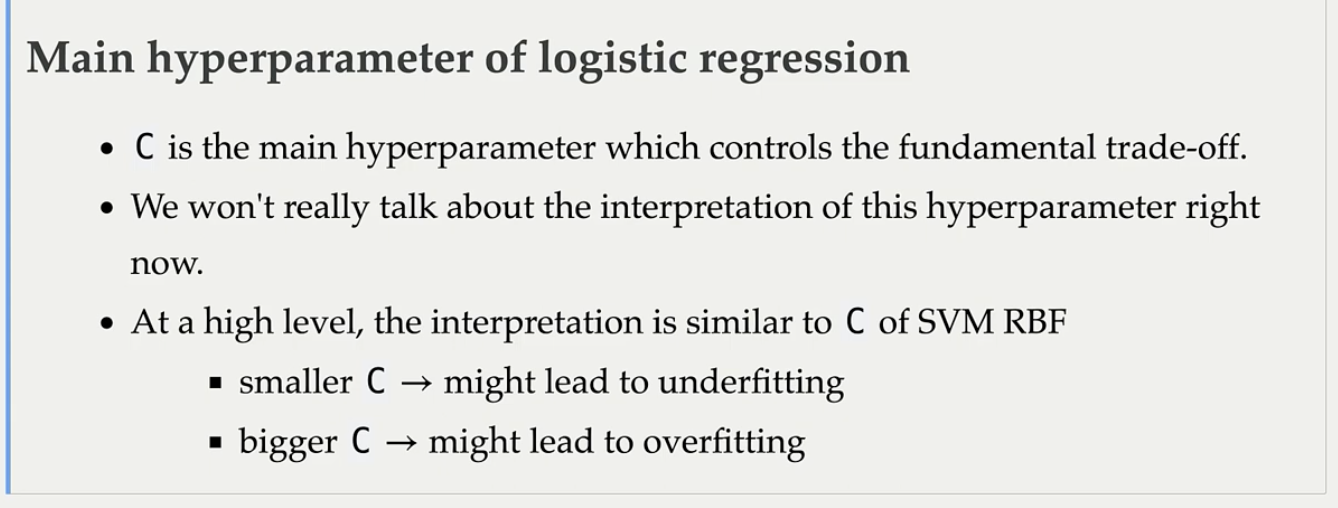 Main hyperparameter of logistic regression
• C is the main hyperparameter which controls the fundamental trade-off.
• We won't really talk about the interpretation of this hyperparameter right
now.
• At a high level, the interpretation is similar to C of SVM RBF
▪ smaller C → might lead to underfitting
▪ bigger C → might lead to overfitting